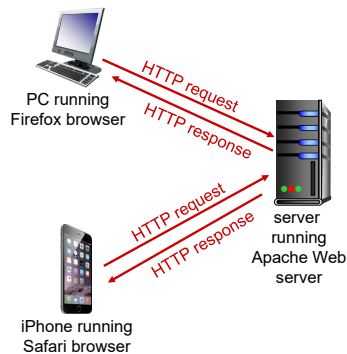 HTTP request
HTTP response
PC running
Firefox browser
HTTP request
HTTP response
server
running
Apache Web
server
iPhone running
Safari browser